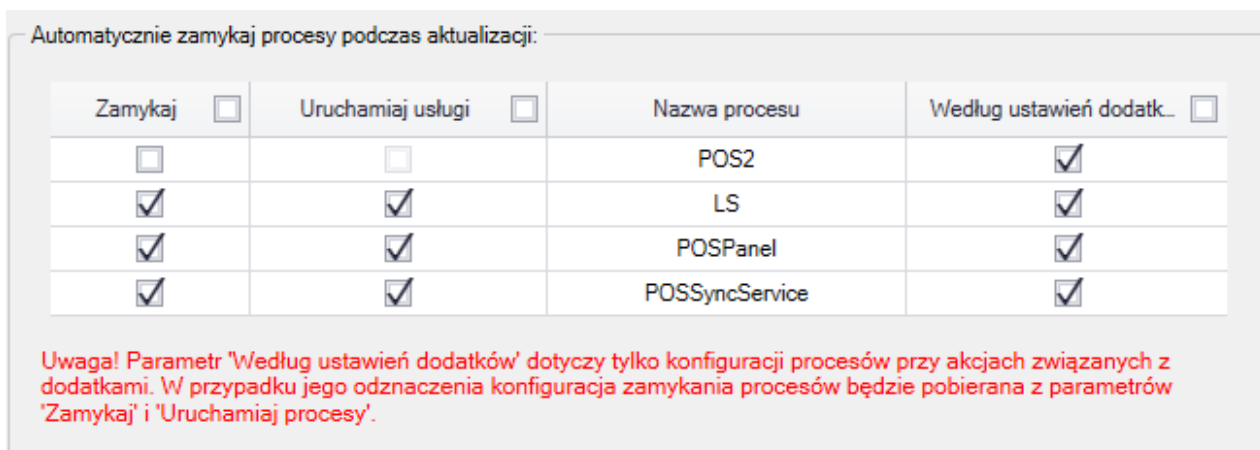 Automatycznie zamykaj procesy podczas aktualizacji:
Zamykaj Uruchamiaj usługi Nazwa procesu Według ustawień dodatk...
POS2
LS
POSPanel
POSSyncService
Uwaga! Parametr 'Według ustawień dodatków' dotyczy tylko konfiguracji procesów przy akcjach związanych z
dodatkami. W przypadku jego odznaczenia konfiguracja zamykania procesów będzie pobierana z parametrów
'Zamykaj' i 'Uruchamiaj procesy'.